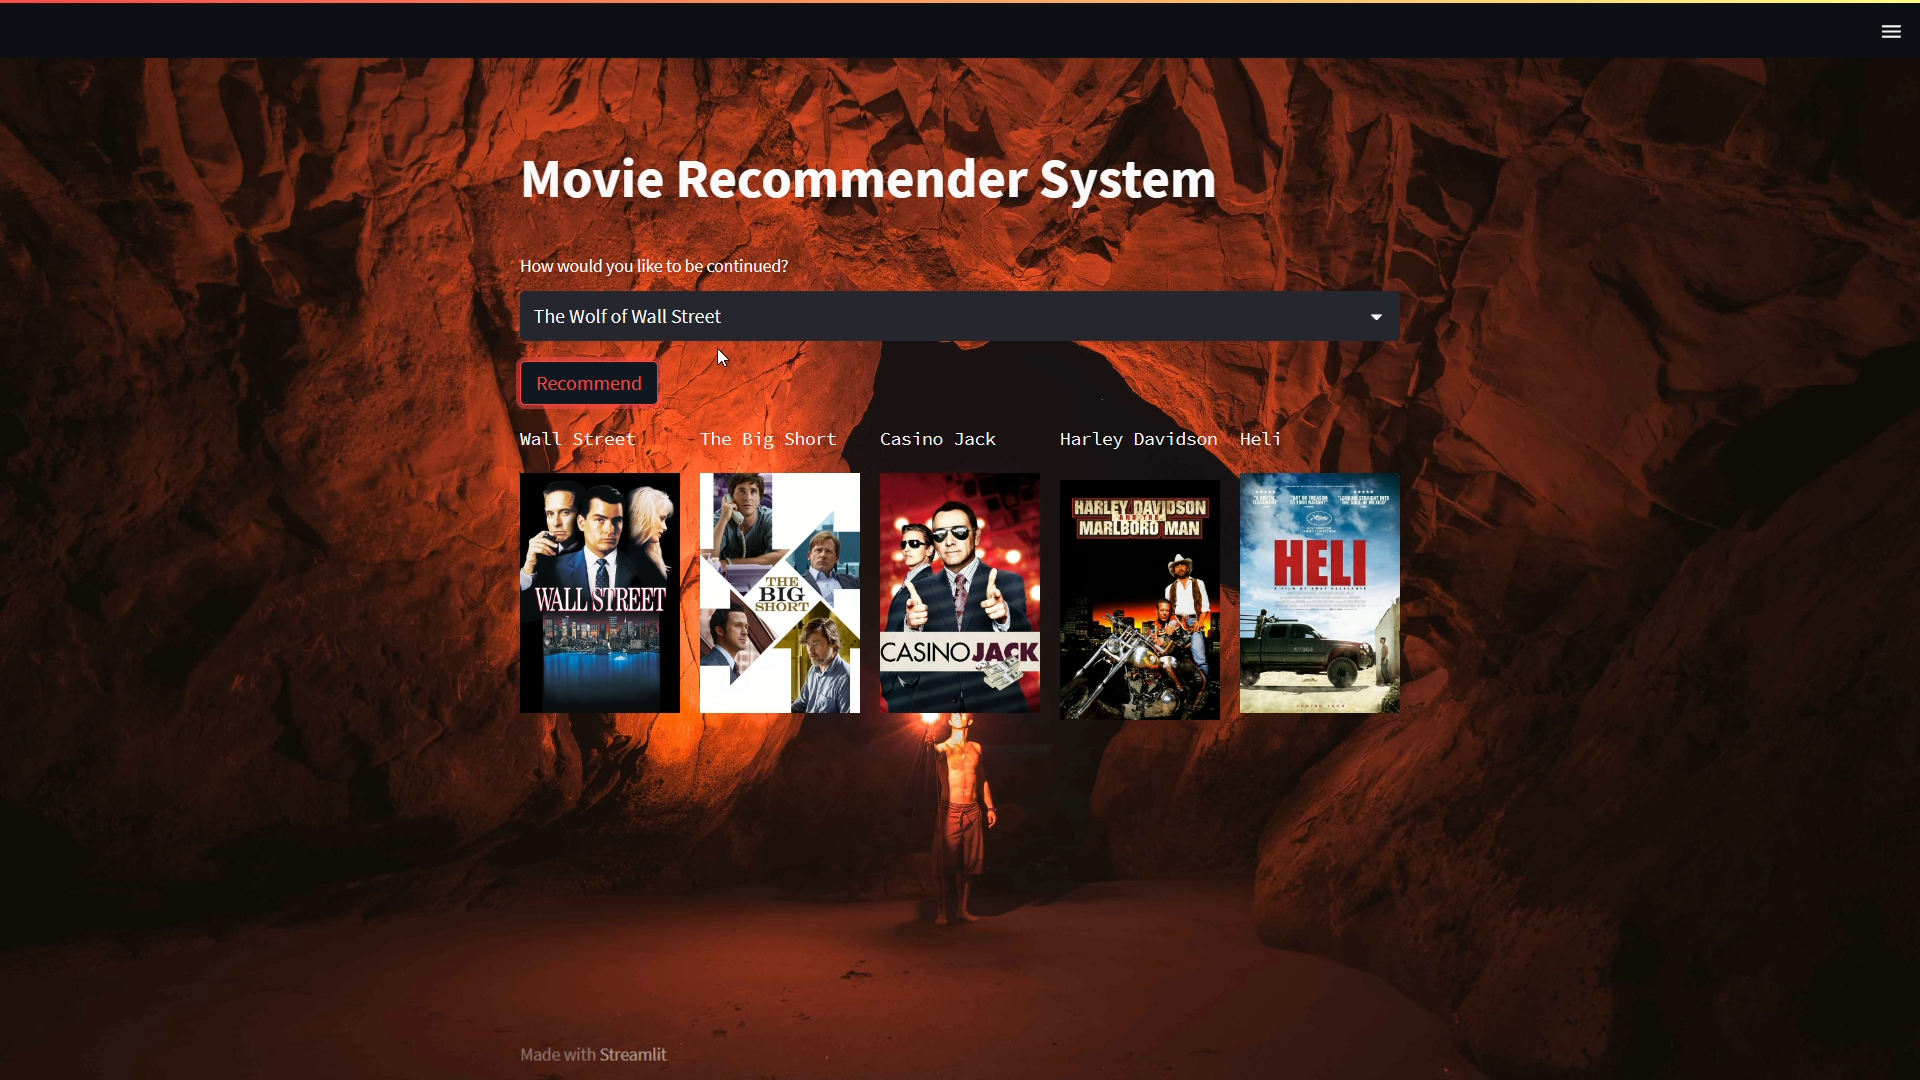 Movie Recommender System
How would you like to be continued?
The Wolf of Wall Street
Recommend
Wall Street
The Big Short
Casino Jack
Harley Davidson
Heli
WALL STREET
THE
BIG
SHORT
CASINO JACK
HARLEY DAVIDSON
AND THE
MARLBORO MAN
HELI
COMING SOON
Made with Streamlit